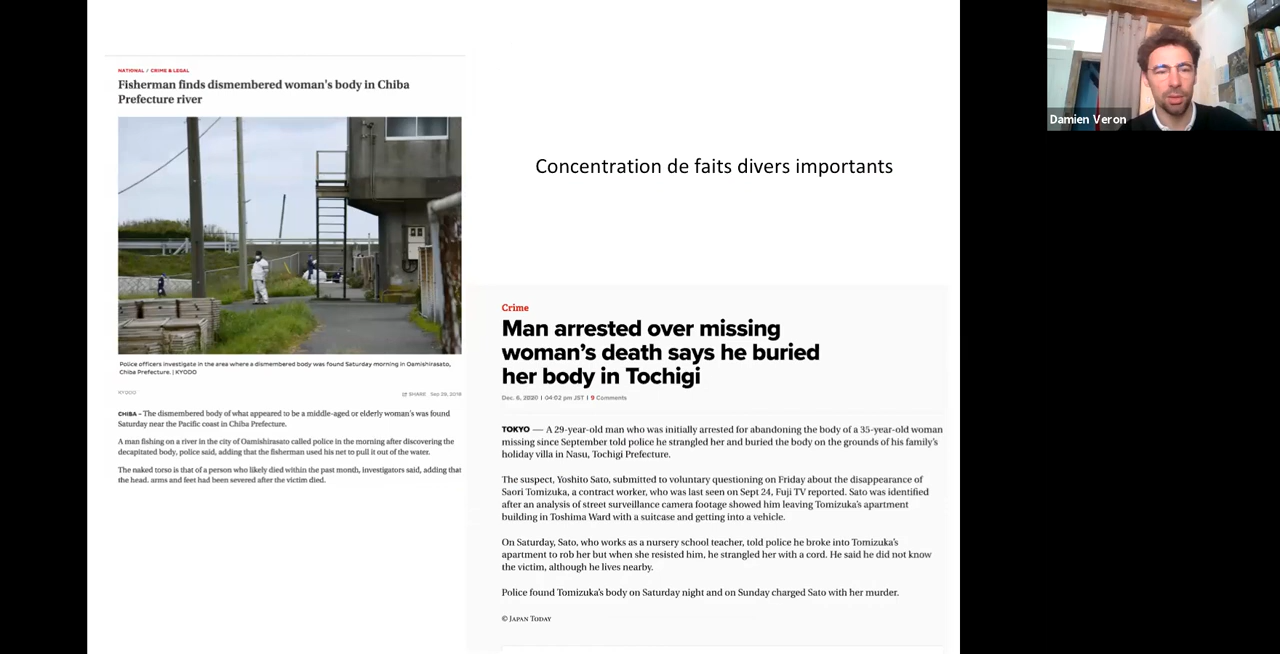 NATIONAL / CRIME & LEGAL
Fisherman finds dismembered woman's body in Chiba
Prefecture river
Police officers investigate in the area where a dismembered body was found Saturday morning in Oamishirasato,
Chiba Prefecture. | KYODO
KYODO
SHARE Sep 29, 2018
CHIBA – The dismembered body of what appeared to be a middle-aged or elderly woman's was found
Saturday near the Pacific coast in Chiba Prefecture.
A man fishing on a river in the city of Oamishirasato called police in the morning after discovering the
decapitated body, police said, adding that the fisherman used his net to pull it out of the water.
The naked torso is that of a person who likely died within the past month, investigators said, adding that
the head, arms and feet had been severed after the victim died.
Concentration de faits divers importants
Crime
Man arrested over missing
woman's death says he buried
her body in Tochigi
Dec. 6, 2020 | 04:02 pm JST | 9 Comments
TOKYO — A 29-year-old man who was initially arrested for abandoning the body of a 35-year-old woman
missing since September told police he strangled her and buried the body on the grounds of his family's
holiday villa in Nasu, Tochigi Prefecture.
The suspect, Yoshito Sato, submitted to voluntary questioning on Friday about the disappearance of
Saori Tomizuka, a contract worker, who was last seen on Sept 24, Fuji TV reported. Sato was identified
after an analysis of street surveillance camera footage showed him leaving Tomizuka's apartment
building in Toshima Ward with a suitcase and getting into a vehicle.
On Saturday, Sato, who works as a nursery school teacher, told police he broke into Tomizuka's
apartment to rob her but when she resisted him, he strangled her with a cord. He said he did not know
the victim, although he lives nearby.
Police found Tomizuka's body on Saturday night and on Sunday charged Sato with her murder.
© JAPAN TODAY
Damien Veron